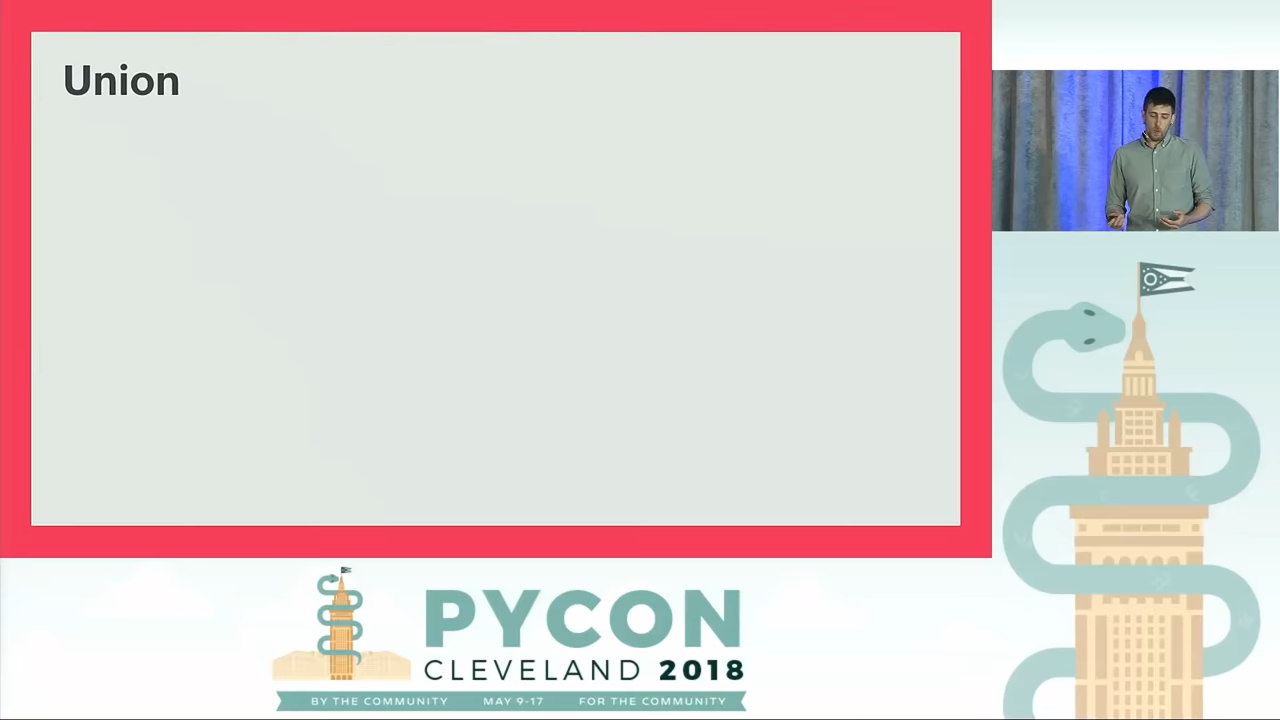 Union
PYCON
CLEVELAND 2018
BY THE COMMUNITY MAY 9-17 FOR THE COMMUNITY